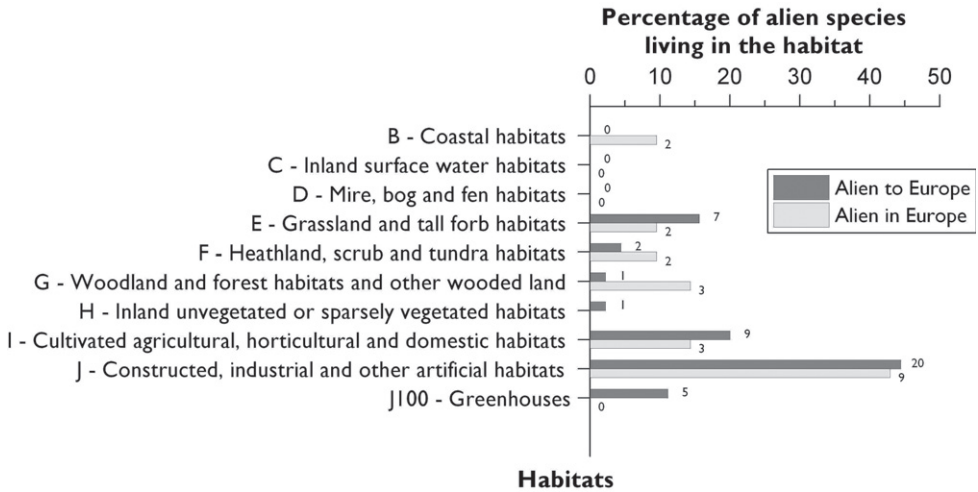 Percentage of alien species
living in the habitat
0 10 20 30 40 50
B - Coastal habitats 0
2
C - Inland surface water habitats 0
0
D - Mire, bog and fen habitats 0
0
E - Grassland and tall forb habitats 7
2
F - Heathland, scrub and tundra habitats 2
2
G - Woodland and forest habitats and other wooded land 1
3
H - Inland unvegetated or sparsely vegetated habitats 1
I - Cultivated agricultural, horticultural and domestic habitats 9
3
J - Constructed, industrial and other artificial habitats 20
9
J100 - Greenhouses 5
0
Alien to Europe
Alien in Europe
Habitats